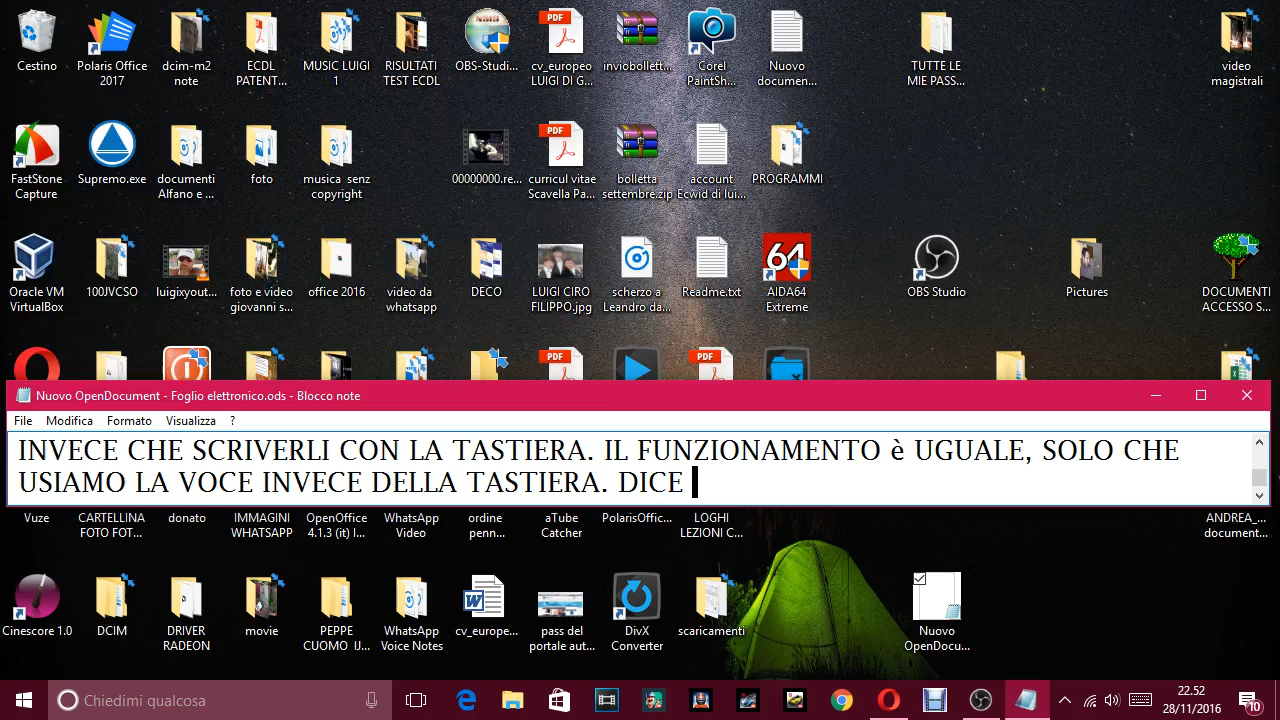 Cestino
Polaris Office 2017
dcim-m2 note
ECDL PATENT...
MUSIC LUIGI 1
RISULTATI TEST ECDL
NSIS
OBS-Studi...
PDF
cv_europeo LUIGI DI G...
inviobollett...
Corel PaintSh...
Nuovo documen...
TUTTE LE MIE PASS...
video magistrali
FastStone Capture
Supremo.exe
documenti Alfano e ...
foto
musica senz copyright
00000000.re...
PDF
curricul vitae Scavella Pa...
bolletta settembre.zip
account Ecwid di lui...
PROGRAMMI
Oracle VM VirtualBox
100JVCSO
luigixyout...
foto e video giovanni s...
office 2016
video da whatsapp
DECO
LUIGI CIRO FILIPPO.jpg
scherzo a Leandro da...
Readme.txt
64
AIDA64 Extreme
OBS Studio
Pictures
DOCUMENTI ACCESSO S...
PDF
PDF
Nuovo OpenDocument - Foglio elettronico.ods - Blocco note
File Modifica Formato Visualizza ?
INVECE CHE SCRIVERLI CON LA TASTIERA. IL FUNZIONAMENTO è UGUALE, SOLO CHE
USIAMO LA VOCE INVECE DELLA TASTIERA. DICE
Vuze
CARTELLINA FOTO FOT...
donato
IMMAGINI WHATSAPP
OpenOffice 4.1.3 (it) I...
WhatsApp Video
ordine penn...
aTube Catcher
PolarisOffic...
LOGHI LEZIONI C...
ANDREA_... document...
Cinescore 1.0
DCIM
DRIVER RADEON
movie
PEPPE CUOMO IJ...
WhatsApp Voice Notes
W
cv_europe...
pass del portale aut...
DivX Converter
scaricamenti
Nuovo OpenDocu...
Chiedimi qualcosa
22.52
28/11/2016
10